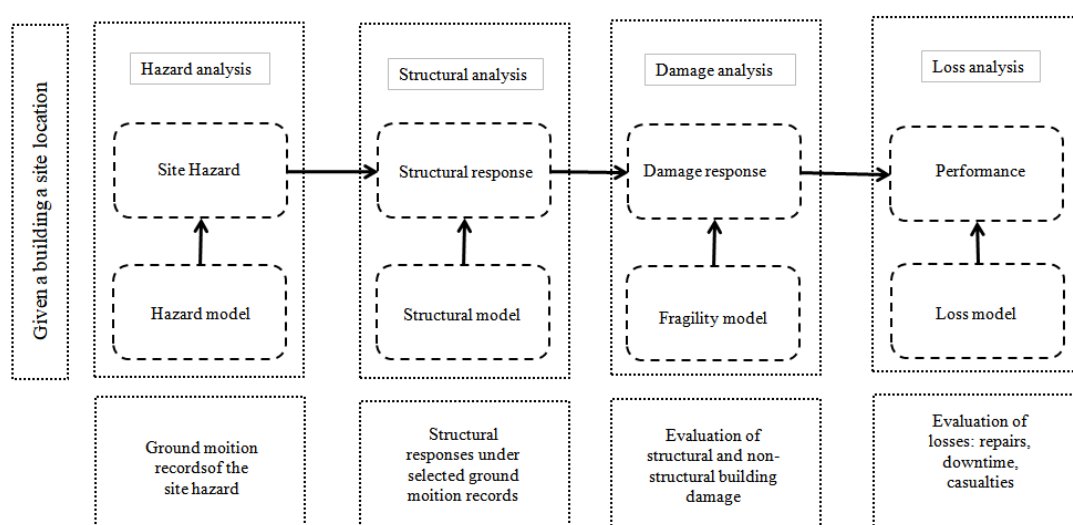 Given a building a site location
Hazard analysis
Site Hazard
Hazard model
Ground moition
recordsof the
site hazard
Structural analysis
Structural response
Structural model
Structural
responses under
selected ground
moition records
Damage analysis
Damage response
Fragility model
Evaluation of
structural and non-
structural building
damage
Loss analysis
Performance
Loss model
Evaluation of
losses: repairs,
downtime,
casualties